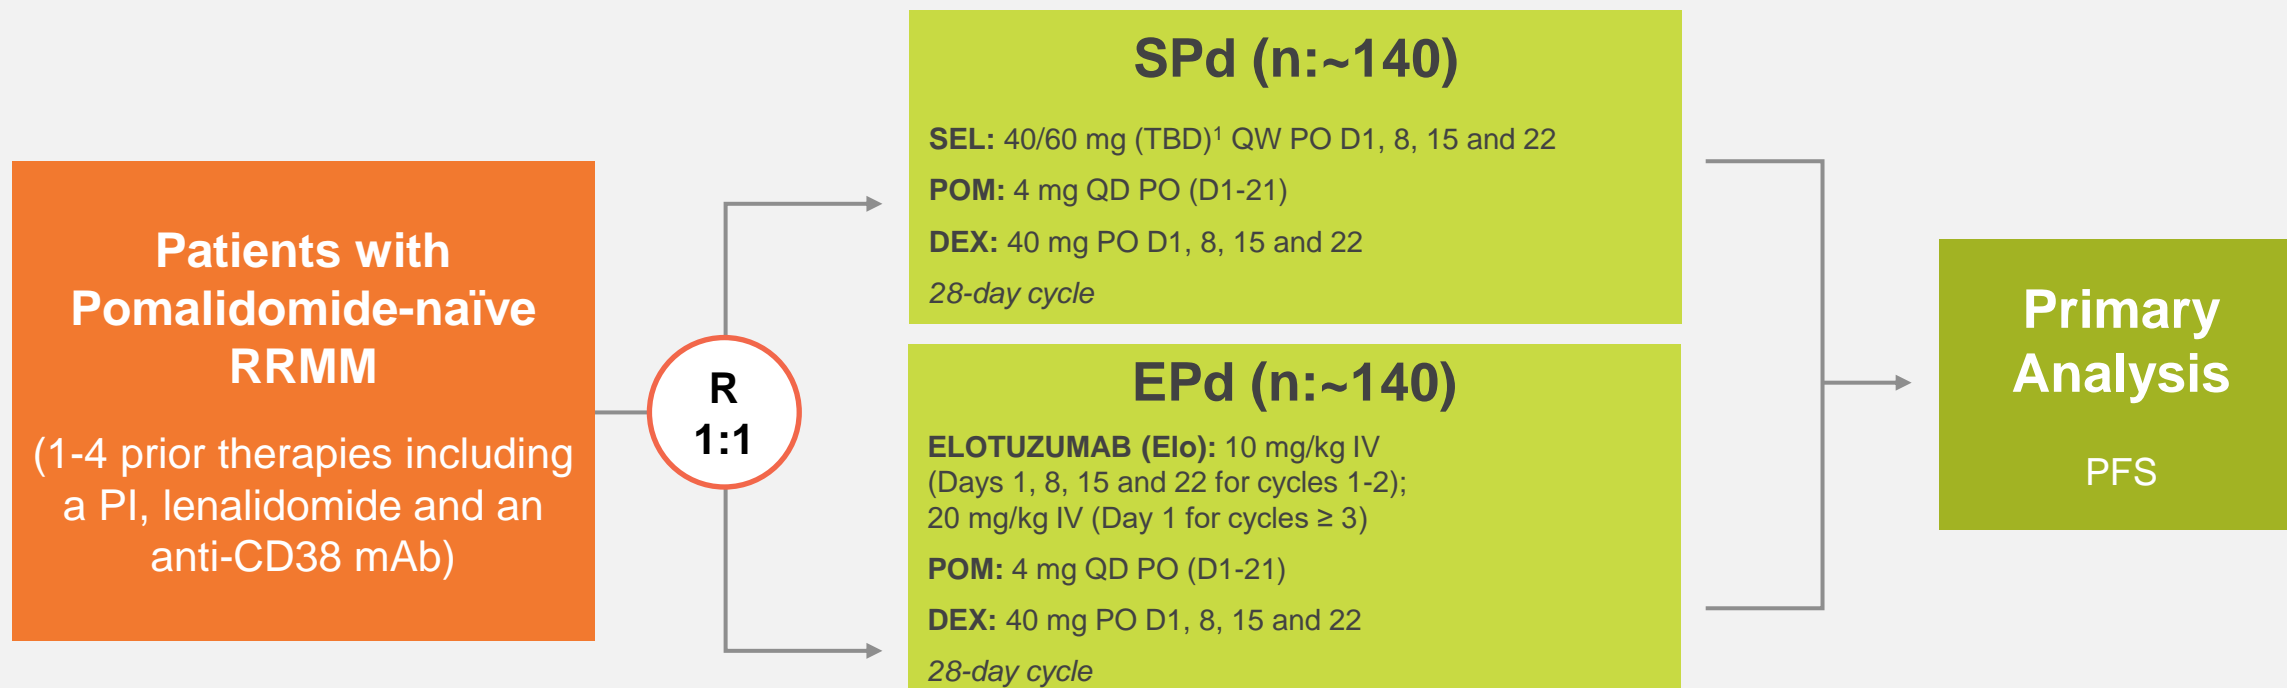 Patients with
Pomalidomide-naïve
RRMM
(1-4 prior therapies including
a PI, lenalidomide and an
anti-CD38 mAb)
R
1:1
SPd (n:~140)
SEL: 40/60 mg (TBD)¹ QW PO D1, 8, 15 and 22
POM: 4 mg QD PO (D1-21)
DEX: 40 mg PO D1, 8, 15 and 22
28-day cycle
EPd (n:~140)
ELOTUZUMAB (Elo): 10 mg/kg IV
(Days 1, 8, 15 and 22 for cycles 1-2);
20 mg/kg IV (Day 1 for cycles ≥ 3)
POM: 4 mg QD PO (D1-21)
DEX: 40 mg PO D1, 8, 15 and 22
28-day cycle
Primary
Analysis
PFS